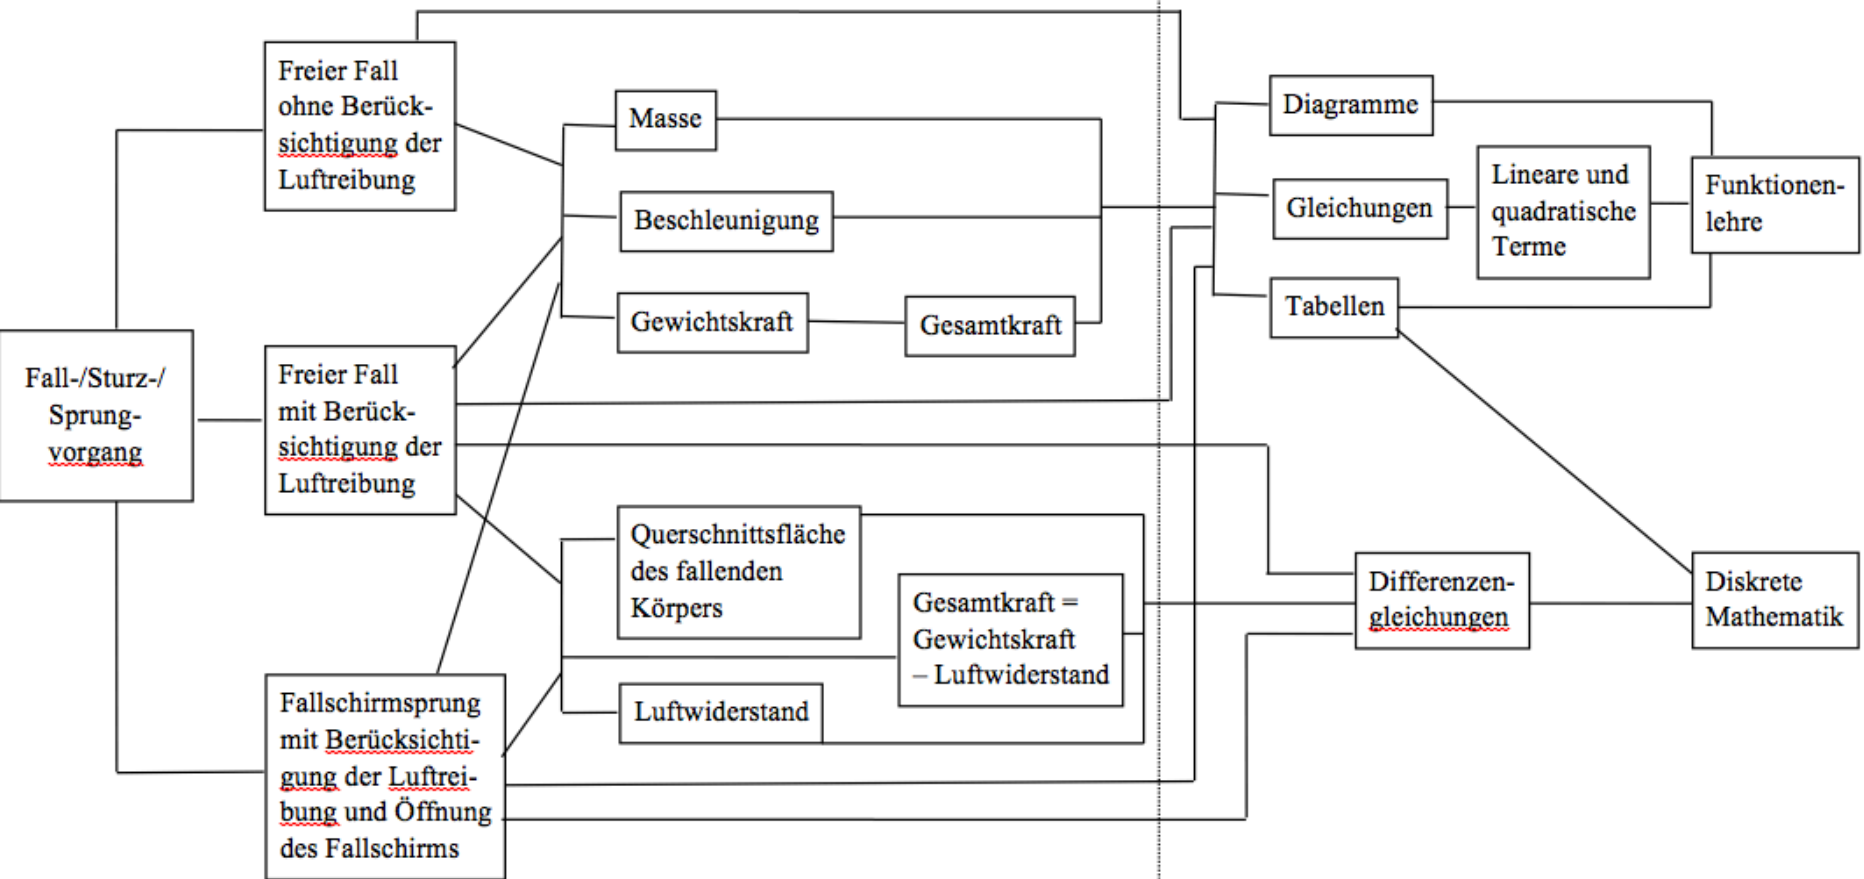 Fall-/Sturz-/
Sprung-
vorgang
Freier Fall
ohne Berück-
sichtigung der
Luftreibung
Freier Fall
mit Berück-
sichtigung der
Luftreibung
Fallschirmsprung
mit Berücksichti-
gung der Luftrei-
bung und Öffnung
des Fallschirms
Masse
Beschleunigung
Gewichtskraft
Gesamtkraft
Querschnittsfläche
des fallenden
Körpers
Gesamtkraft =
Gewichtskraft
– Luftwiderstand
Luftwiderstand
Diagramme
Gleichungen
Lineare und
quadratische
Terme
Funktionen-
lehre
Tabellen
Differenzen-
gleichungen
Diskrete
Mathematik